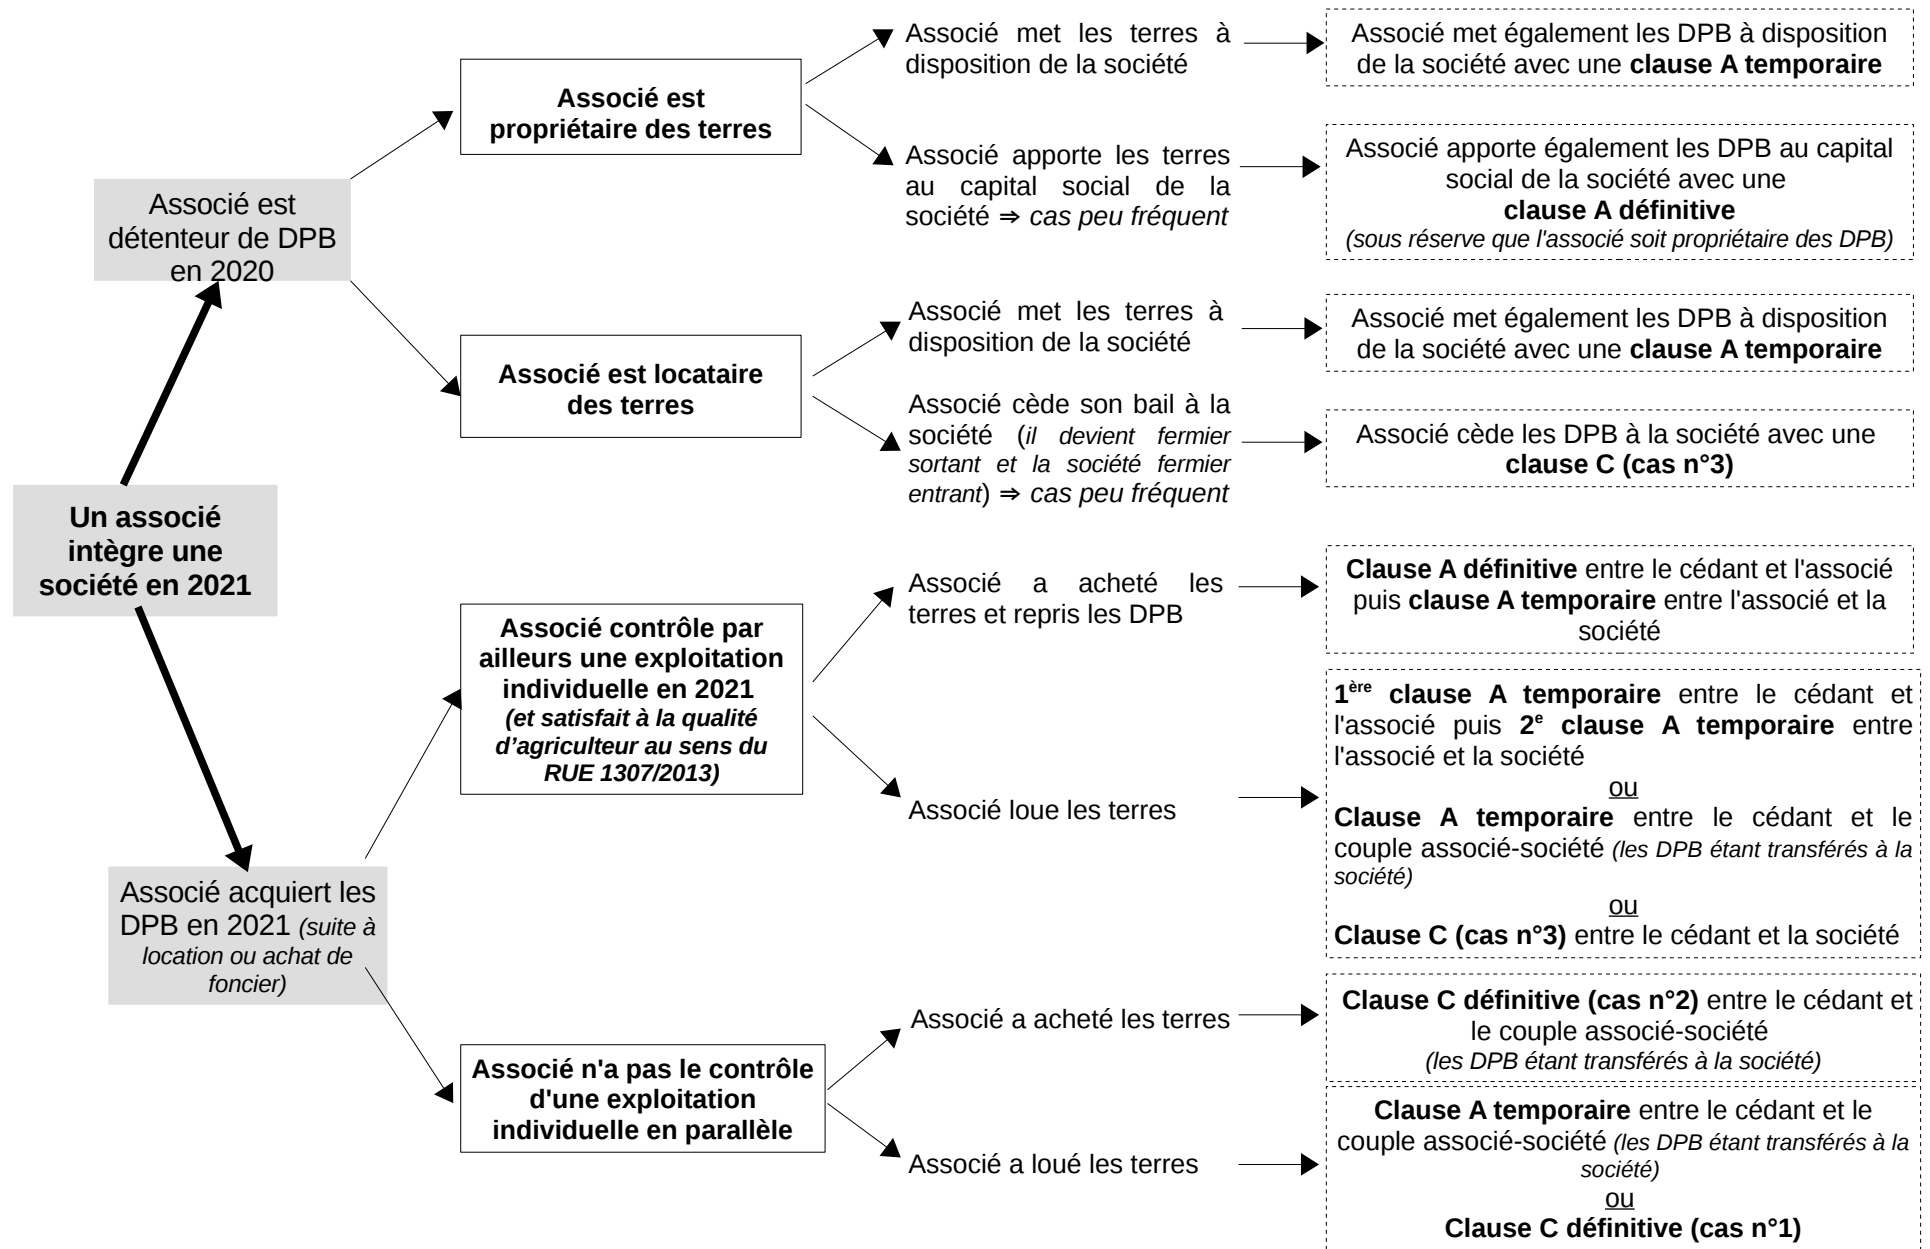 Un associé
intègre une
société en 2021
Associé est
détenteur de DPB
en 2020
Associé est
propriétaire des terres
Associé met les terres à
disposition de la société
Associé met également les DPB à disposition
de la société avec une clause A temporaire
Associé apporte les terres
au capital social de la
société ⇒ cas peu fréquent
Associé apporte également les DPB au capital
social de la société avec une
clause A définitive
(sous réserve que l'associé soit propriétaire des DPB)
Associé est locataire
des terres
Associé met les terres à
disposition de la société
Associé met également les DPB à disposition
de la société avec une clause A temporaire
Associé cède son bail à la
société (il devient fermier
sortant et la société fermier
entrant) ⇒ cas peu fréquent
Associé cède les DPB à la société avec une
clause C (cas n°3)
Associé acquiert les
DPB en 2021 (suite à
location ou achat de
foncier)
Associé contrôle par
ailleurs une exploitation
individuelle en 2021
(et satisfait à la qualité
d’agriculteur au sens du
RUE 1307/2013)
Associé a acheté les
terres et repris les DPB
Clause A définitive entre le cédant et l'associé
puis clause A temporaire entre l'associé et la
société
Associé loue les terres
1ère clause A temporaire entre le cédant et
l'associé puis 2e clause A temporaire entre
l'associé et la société
ou
Clause A temporaire entre le cédant et le
couple associé-société (les DPB étant transférés à la
société)
ou
Clause C (cas n°3) entre le cédant et la société
Associé n'a pas le contrôle
d'une exploitation
individuelle en parallèle
Associé a acheté les terres
Clause C définitive (cas n°2) entre le cédant et
le couple associé-société
(les DPB étant transférés à la société)
Associé a loué les terres
Clause A temporaire entre le cédant et le
couple associé-société (les DPB étant transférés à la
société)
ou
Clause C définitive (cas n°1)